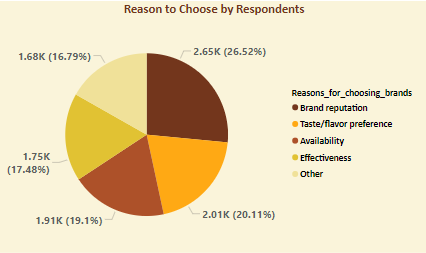 Reason to Choose by Respondents
1.68K (16.79%)
2.65K (26.52%)
Reasons_for_choosing_brands
Brand reputation
Taste/flavor preference
Availability
Effectiveness
Other
1.75K
(17.48%)
1.91K (19.1%)
2.01K (20.11%)